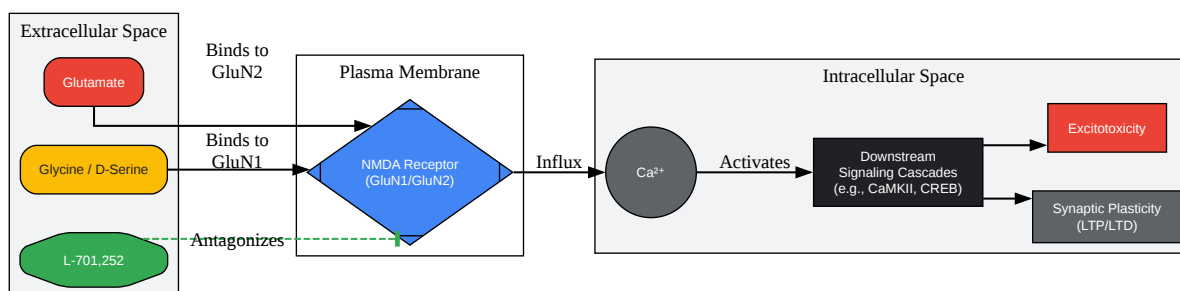 Extracellular Space
Glutamate
Glycine / D-Serine
L-701,252
Binds to
GluN2
Binds to
GluN1
Antagonizes
Plasma Membrane
NMDA Receptor
(GluN1/GluN2)
Influx
Intracellular Space
Ca²⁺
Activates
Downstream
Signaling Cascades
(e.g., CaMKII, CREB)
Excitotoxicity
Synaptic Plasticity
(LTP/LTD)